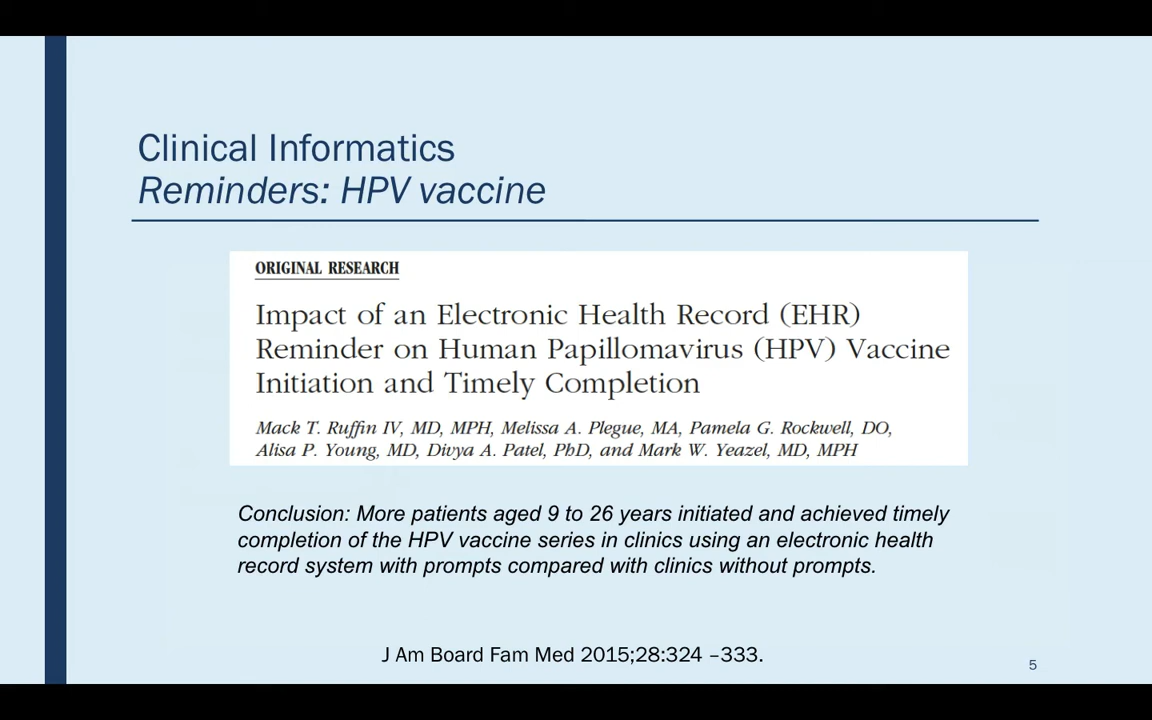 Clinical Informatics
Reminders: HPV vaccine
ORIGINAL RESEARCH
Impact of an Electronic Health Record (EHR)
Reminder on Human Papillomavirus (HPV) Vaccine
Initiation and Timely Completion
Mack T. Ruffin IV, MD, MPH, Melissa A. Plegue, MA, Pamela G. Rockwell, DO,
Alisa P. Young, MD, Divya A. Patel, PhD, and Mark W. Yeazel, MD, MPH
Conclusion: More patients aged 9 to 26 years initiated and achieved timely
completion of the HPV vaccine series in clinics using an electronic health
record system with prompts compared with clinics without prompts.
J Am Board Fam Med 2015;28:324 –333.
5